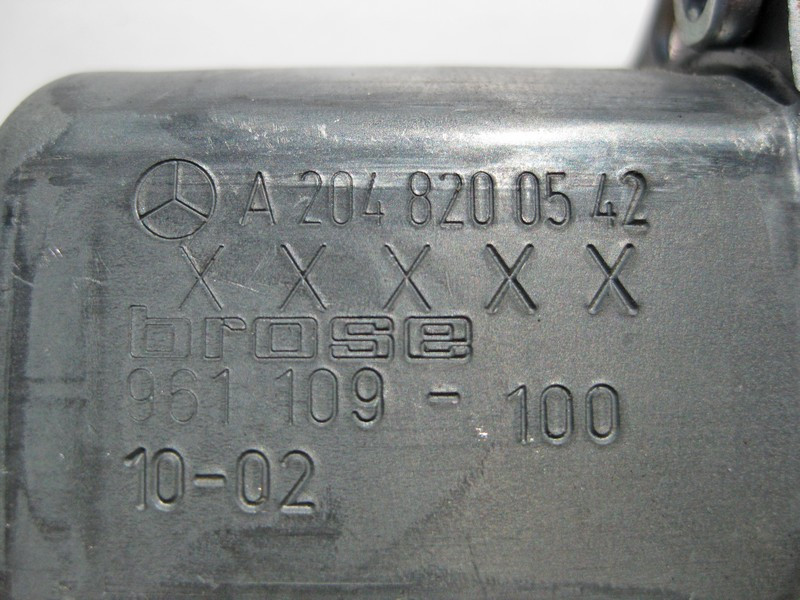 A 204 820 05 42
X X X X X
brose
961 109 - 100
10-02